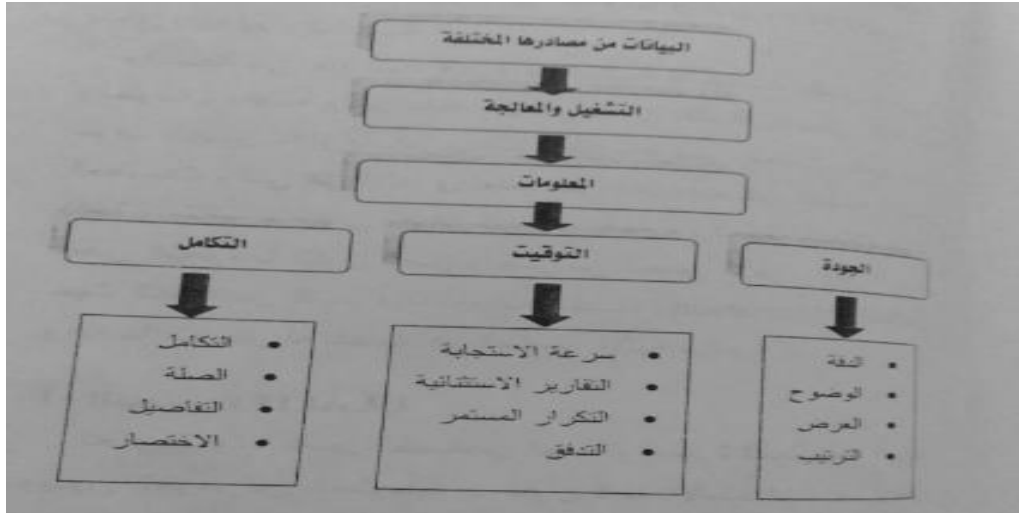 البيانات من مصادرها المختلفة
التشغيل والمعالجة
المعلومات
الجودة
التوقيت
التكامل
• الدقة
• الوضوح
• العرض
• الترتيب
• سرعة الاستجابة
• التقارير الاستثنائية
• التكرار المستمر
• التدفق
• التكامل
• الصلة
• التفاصيل
• الاختصار